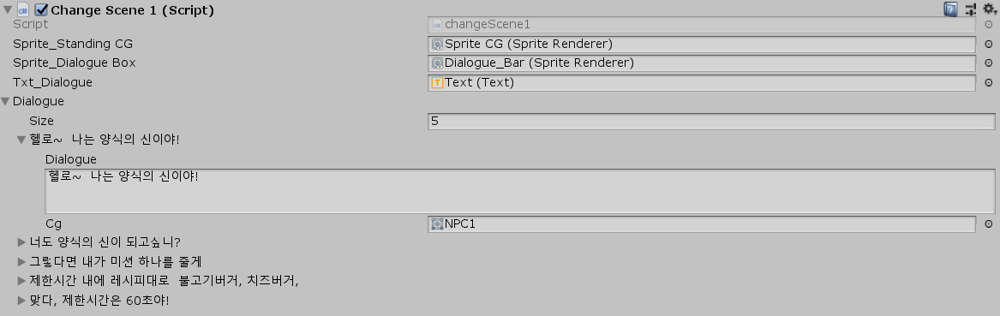 Change Scene 1 (Script)
Script changeScene1
Sprite_Standing CG Sprite CG (Sprite Renderer)
Sprite_Dialogue Box Dialogue_Bar (Sprite Renderer)
Txt_Dialogue Text (Text)
Dialogue
Size 5
헬로~  나는 양식의 신이야!
Dialogue
헬로~  나는 양식의 신이야!
Cg NPC1
너도 양식의 신이 되고싶니?
그렇다면 내가 미션 하나를 줄게
제한시간 내에 레시피대로  불고기버거, 치즈버거,
맞다, 제한시간은 60초야!